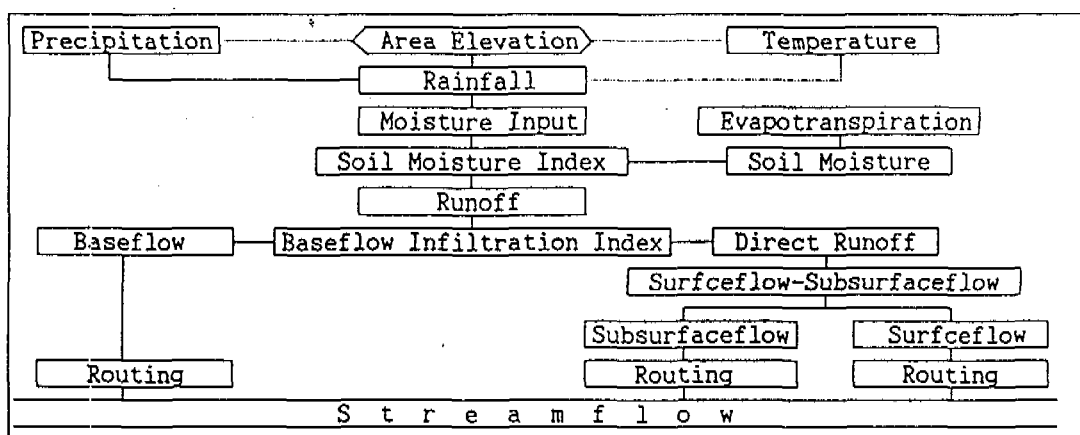 Precipitation Area Elevation Temperature
Rainfall
Moisture Input Evapotranspiration
Soil Moisture Index Soil Moisture
Runoff
Baseflow Baseflow Infiltration Index Direct Runoff
Surfceflow-Subsurfaceflow
Subsurfaceflow Surfceflow
Routing Routing Routing
S t r e a m f l o w